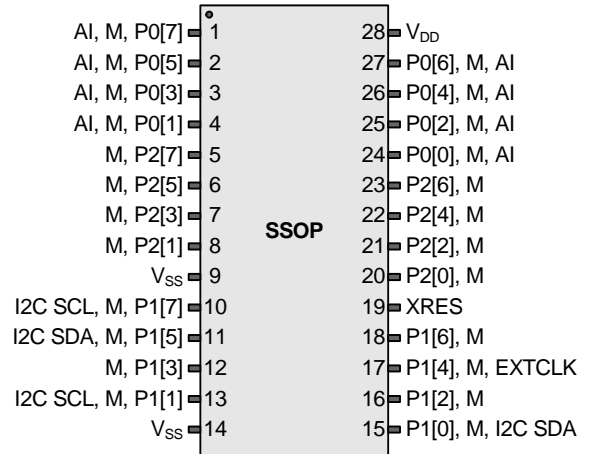 AI, M, P0[7] 1 28 VDD
AI, M, P0[5] 2 27 P0[6], M, AI
AI, M, P0[3] 3 26 P0[4], M, AI
AI, M, P0[1] 4 25 P0[2], M, AI
M, P2[7] 5 24 P0[0], M, AI
M, P2[5] 6 23 P2[6], M
M, P2[3] 7 22 P2[4], M
SSOP
M, P2[1] 8 21 P2[2], M
VSS 9 20 P2[0], M
I2C SCL, M, P1[7] 10 19 XRES
I2C SDA, M, P1[5] 11 18 P1[6], M
M, P1[3] 12 17 P1[4], M, EXTCLK
I2C SCL, M, P1[1] 13 16 P1[2], M
VSS 14 15 P1[0], M, I2C SDA